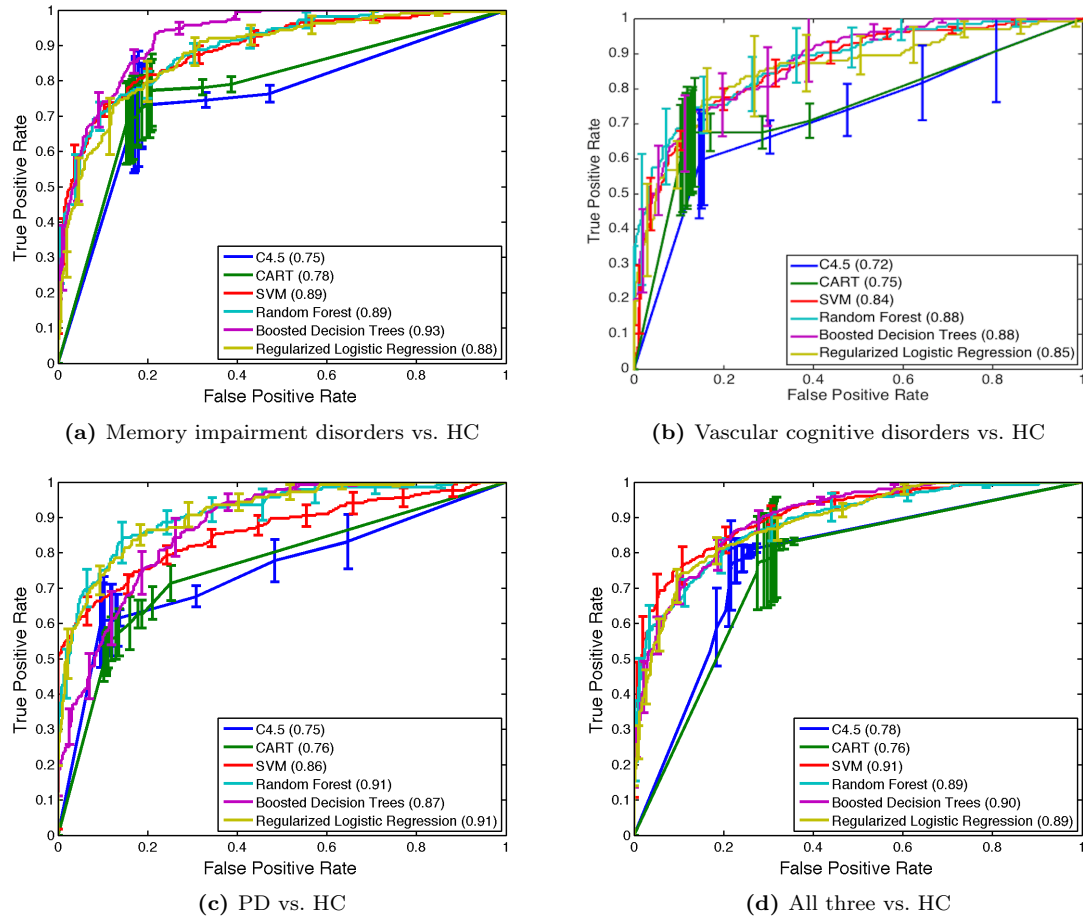 1
0.9
0.8
0.7
0.6
0.5
0.4
0.3
0.2
0.1
0
True Positive Rate
C4.5 (0.75)
CART (0.78)
SVM (0.89)
Random Forest (0.89)
Boosted Decision Trees (0.93)
Regularized Logistic Regression (0.88)
0 0.2 0.4 0.6 0.8 1
False Positive Rate
(a) Memory impairment disorders vs. HC
1
0.9
0.8
0.7
0.6
0.5
0.4
0.3
0.2
0.1
0
True Positive Rate
C4.5 (0.72)
CART (0.75)
SVM (0.84)
Random Forest (0.88)
Boosted Decision Trees (0.88)
Regularized Logistic Regression (0.85)
0 0.2 0.4 0.6 0.8 1
False Positive Rate
(b) Vascular cognitive disorders vs. HC
1
0.9
0.8
0.7
0.6
0.5
0.4
0.3
0.2
0.1
0
True Positive Rate
C4.5 (0.75)
CART (0.76)
SVM (0.86)
Random Forest (0.91)
Boosted Decision Trees (0.87)
Regularized Logistic Regression (0.91)
0 0.2 0.4 0.6 0.8 1
False Positive Rate
(c) PD vs. HC
1
0.9
0.8
0.7
0.6
0.5
0.4
0.3
0.2
0.1
0
True Positive Rate
C4.5 (0.78)
CART (0.76)
SVM (0.91)
Random Forest (0.89)
Boosted Decision Trees (0.90)
Regularized Logistic Regression (0.89)
0 0.2 0.4 0.6 0.8 1
False Positive Rate
(d) All three vs. HC